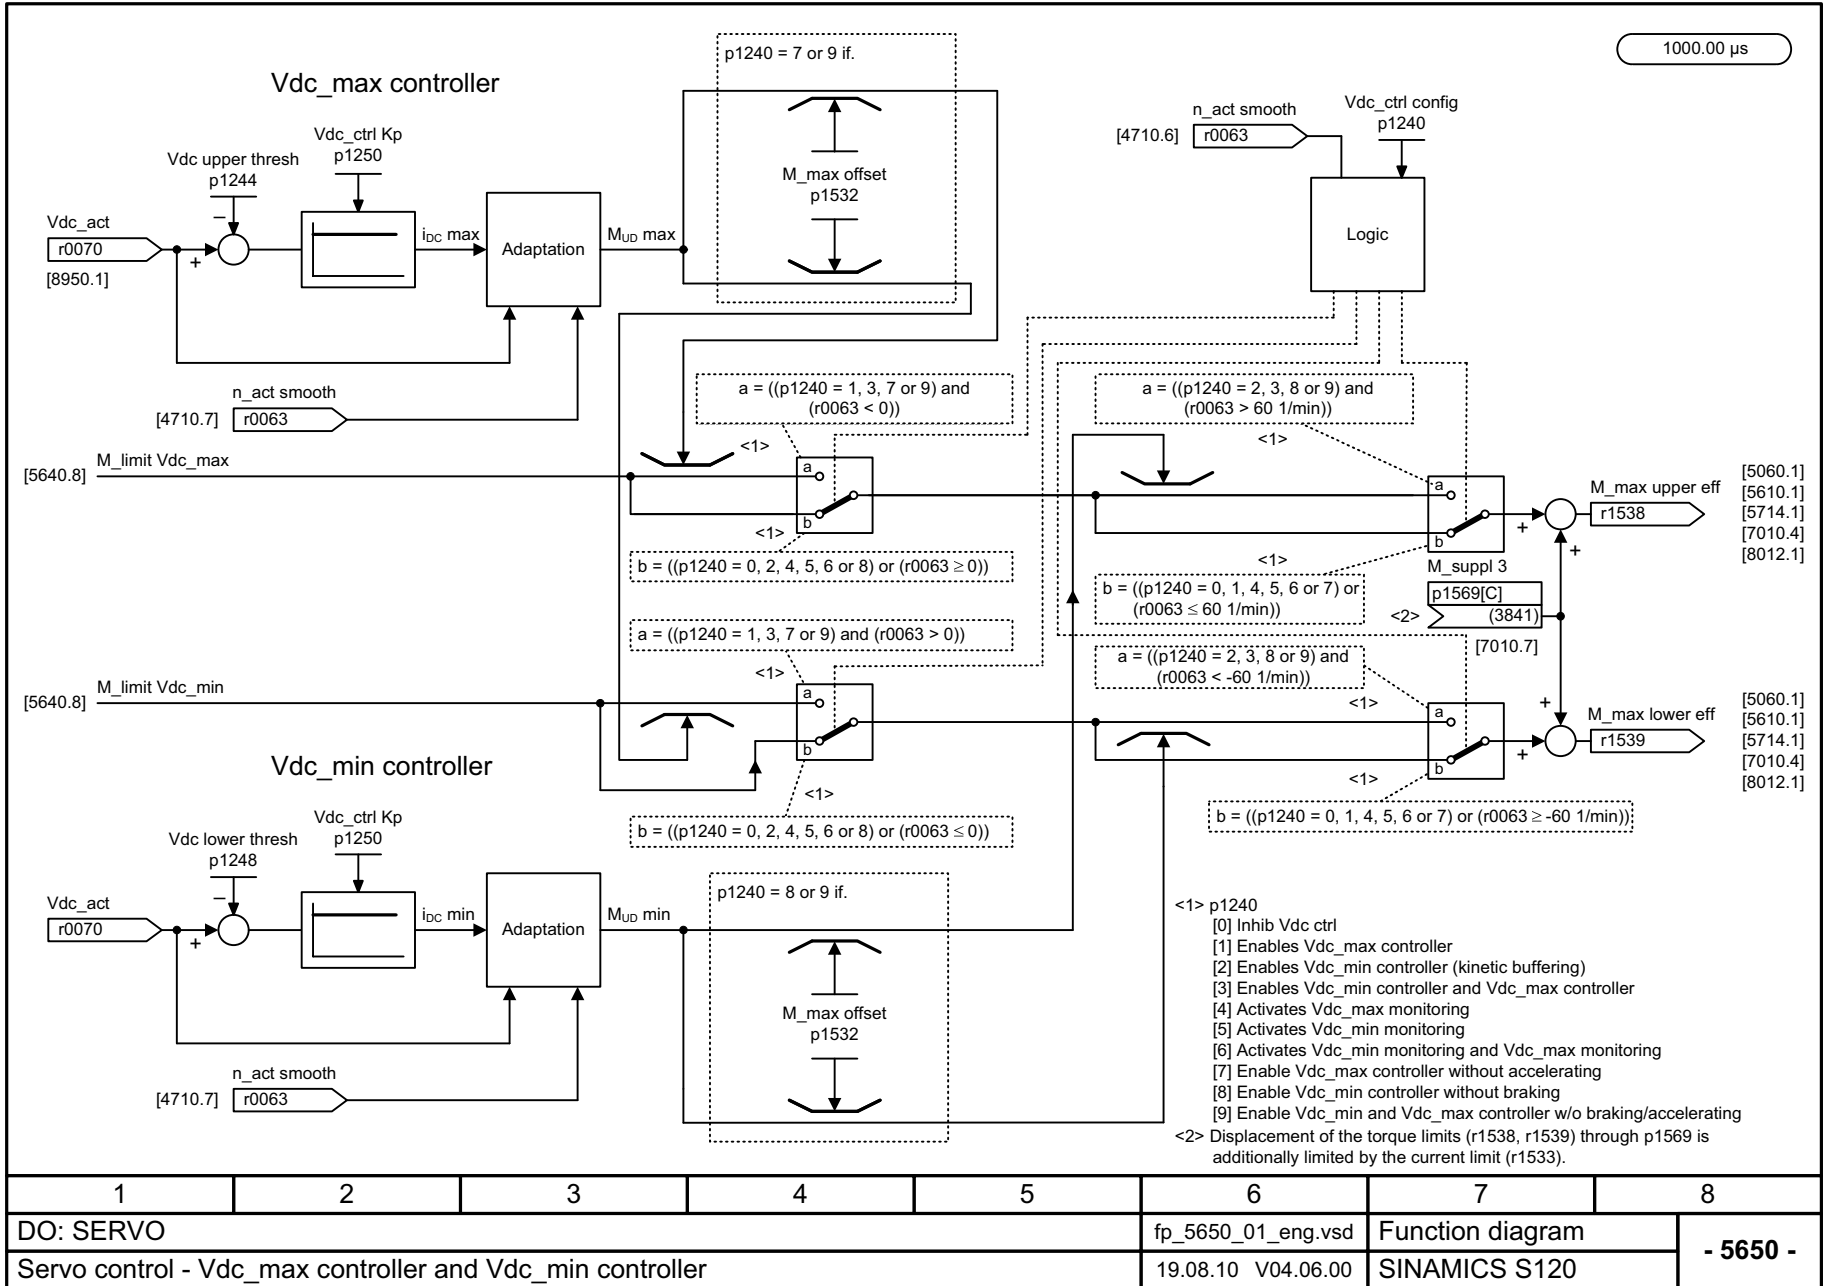 p1240 = 7 or 9 if.
1000.00 µs
Vdc_max controller
Vdc_ctrl Kp
p1250
Vdc upper thresh
p1244
Vdc_act
r0070
[8950.1]
–
+
i_DC max
Adaptation
M_UD max
M_max offset
p1532
n_act smooth
[4710.7]
r0063
n_act smooth
[4710.6]
r0063
Vdc_ctrl config
p1240
Logic
a = ((p1240 = 1, 3, 7 or 9) and
(r0063 < 0))
<1>
a = ((p1240 = 2, 3, 8 or 9) and
(r0063 > 60 1/min))
<1>
[5640.8]
M_limit Vdc_max
a
b
<1>
b = ((p1240 = 0, 2, 4, 5, 6 or 8) or (r0063 ≥ 0))
a
b
<1>
b = ((p1240 = 0, 1, 4, 5, 6 or 7) or
(r0063 ≤ 60 1/min))
+
+
M_max upper eff
r1538
[5060.1]
[5610.1]
[5714.1]
[7010.4]
[8012.1]
M_suppl 3
p1569[C]
(3841)
<2>
[7010.7]
a = ((p1240 = 1, 3, 7 or 9) and (r0063 > 0))
<1>
a = ((p1240 = 2, 3, 8 or 9) and
(r0063 < -60 1/min))
<1>
[5640.8]
M_limit Vdc_min
a
b
<1>
b = ((p1240 = 0, 2, 4, 5, 6 or 8) or (r0063 ≤ 0))
a
b
<1>
b = ((p1240 = 0, 1, 4, 5, 6 or 7) or (r0063 ≥ -60 1/min))
+
+
M_max lower eff
r1539
[5060.1]
[5610.1]
[5714.1]
[7010.4]
[8012.1]
Vdc_min controller
Vdc_ctrl Kp
p1250
Vdc lower thresh
p1248
Vdc_act
r0070
–
+
i_DC min
Adaptation
M_UD min
p1240 = 8 or 9 if.
M_max offset
p1532
n_act smooth
[4710.7]
r0063
<1> p1240
[0] Inhib Vdc ctrl
[1] Enables Vdc_max controller
[2] Enables Vdc_min controller (kinetic buffering)
[3] Enables Vdc_min controller and Vdc_max controller
[4] Activates Vdc_max monitoring
[5] Activates Vdc_min monitoring
[6] Activates Vdc_min monitoring and Vdc_max monitoring
[7] Enable Vdc_max controller without accelerating
[8] Enable Vdc_min controller without braking
[9] Enable Vdc_min and Vdc_max controller w/o braking/accelerating
<2> Displacement of the torque limits (r1538, r1539) through p1569 is
additionally limited by the current limit (r1533).
1 2 3 4 5 6 7 8
DO: SERVO
fp_5650_01_eng.vsd
Function diagram
- 5650 -
Servo control - Vdc_max controller and Vdc_min controller
19.08.10 V04.06.00
SINAMICS S120